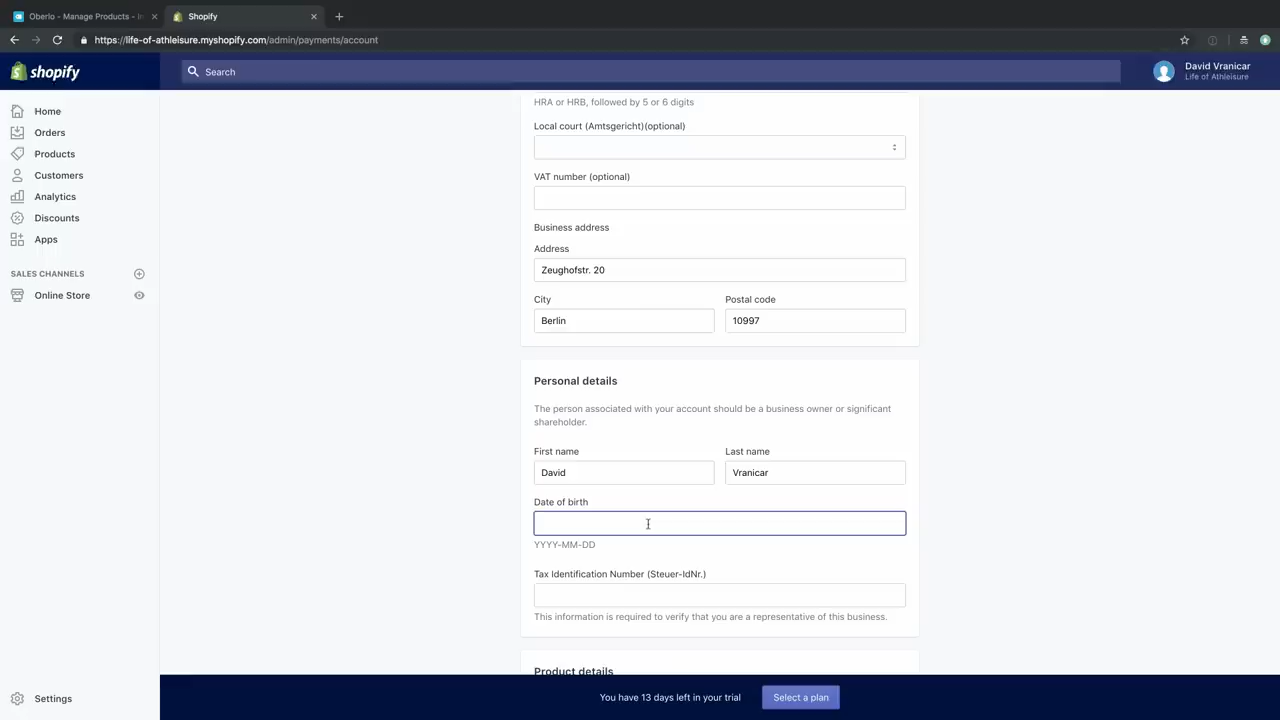 Oberlo - Manage Products - In
Shopify
https://life-of-athleisure.myshopify.com/admin/payments/account
shopify
Search
David Vranicar
Life of Athleisure
Home
Orders
Products
Customers
Analytics
Discounts
Apps
SALES CHANNELS
Online Store
Settings
HRA or HRB, followed by 5 or 6 digits
Local court (Amtsgericht)(optional)
VAT number (optional)
Business address
Address
Zeughofstr. 20
City
Postal code
Berlin
10997
Personal details
The person associated with your account should be a business owner or significant
shareholder.
First name
Last name
David
Vranicar
Date of birth
YYYY-MM-DD
Tax Identification Number (Steuer-IdNr.)
This information is required to verify that you are a representative of this business.
Product details
You have 13 days left in your trial
Select a plan